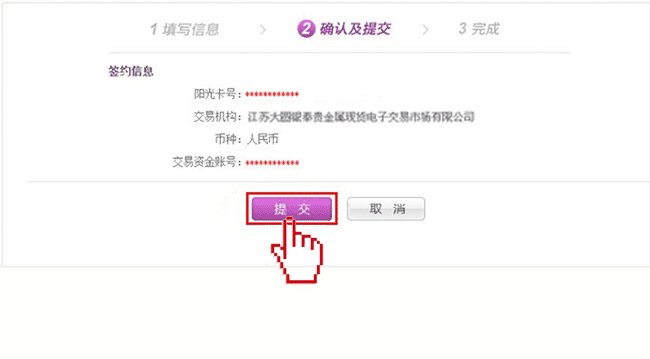 1 填写信息 > 2 确认及提交 > 3 完成
签约信息
阳光卡号: ************
交易机构: 江苏大圆银泰贵金属现货电子交易市场有限公司
币种: 人民币
交易资金账号: ************
提 交 取 消